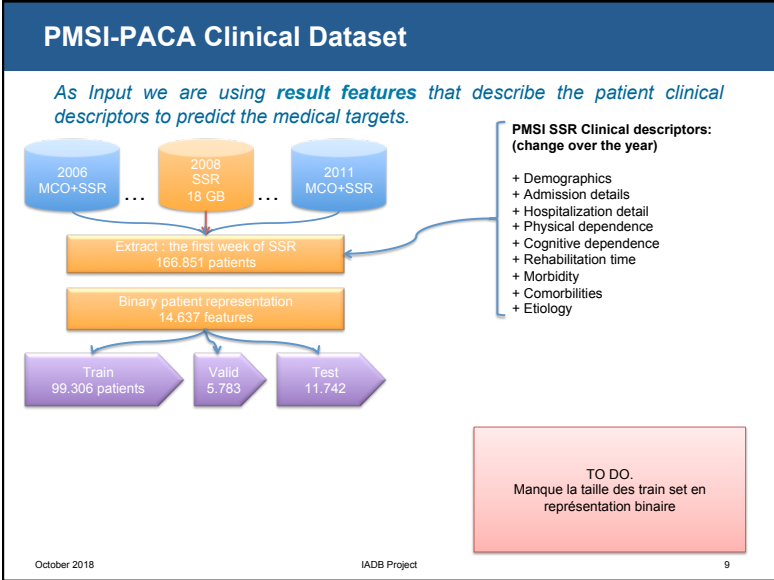 PMSI-PACA Clinical Dataset
As Input we are using result features that describe the patient clinical
descriptors to predict the medical targets.
2006
MCO+SSR
...
2008
SSR
18 GB
...
2011
MCO+SSR
Extract : the first week of SSR
166.851 patients
Binary patient representation
14.637 features
Train
99.306 patients
Valid
5.783
Test
11.742
PMSI SSR Clinical descriptors:
(change over the year)
+ Demographics
+ Admission details
+ Hospitalization detail
+ Physical dependence
+ Cognitive dependence
+ Rehabilitation time
+ Morbidity
+ Comorbilities
+ Etiology
TO DO.
Manque la taille des train set en
représentation binaire
October 2018
IADB Project
9